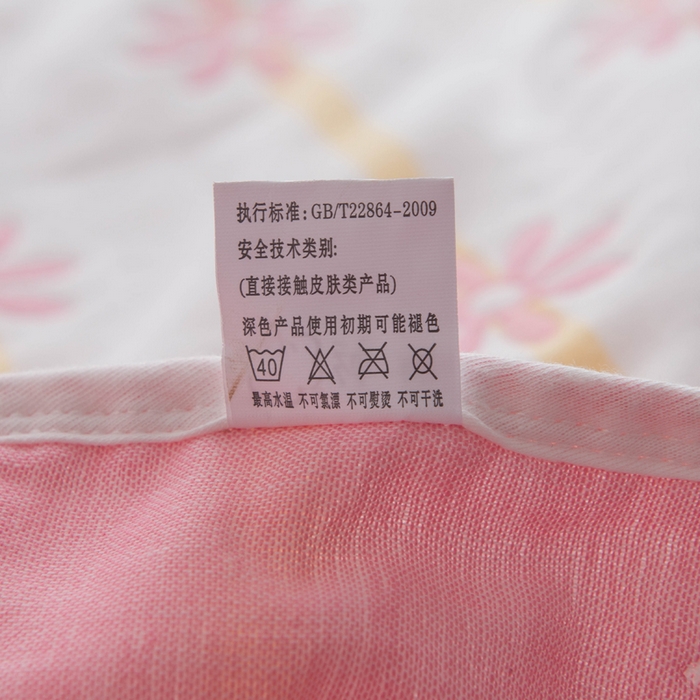 执行标准: GB/T22864-2009
安全技术类别:
(直接接触皮肤类产品)
深色产品使用初期可能褪色
40
最高水温 不可氯漂 不可熨烫 不可干洗